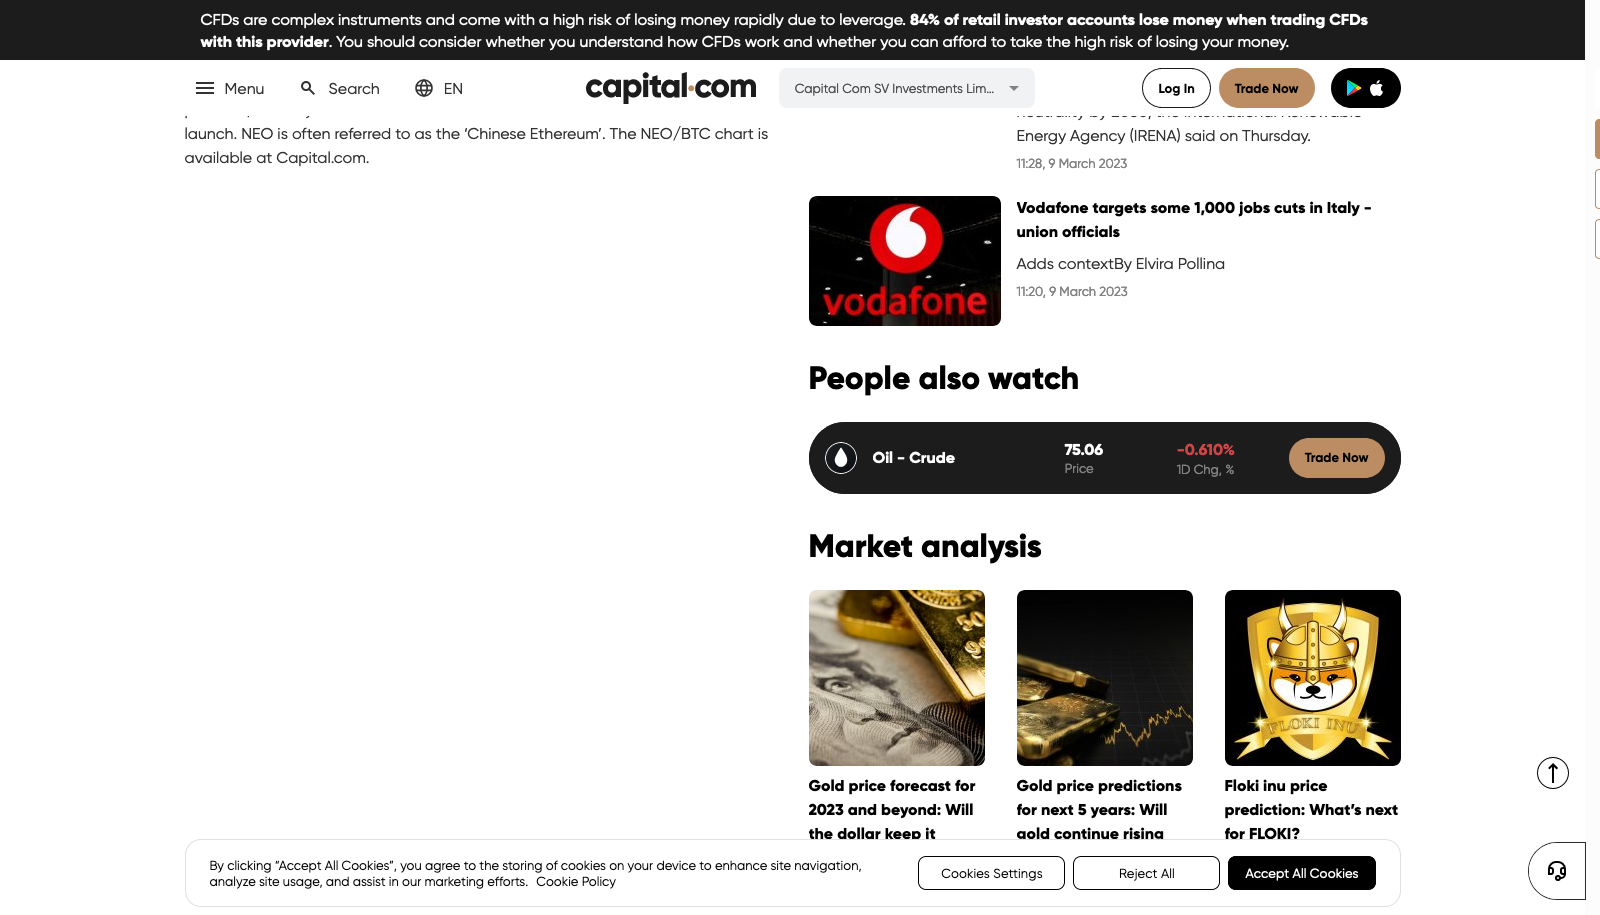 CFDs are complex instruments and come with a high risk of losing money rapidly due to leverage. 84% of retail investor accounts lose money when trading CFDs
with this provider. You should consider whether you understand how CFDs work and whether you can afford to take the high risk of losing your money.
Menu
Search
EN
capital.com
Capital Com SV Investments Lim...
Log In
Trade Now
launch. NEO is often referred to as the ‘Chinese Ethereum’. The NEO/BTC chart is
available at Capital.com.
neutrality by 2050, the International Renewable
Energy Agency (IRENA) said on Thursday.
11:28, 9 March 2023
vodafone
Vodafone targets some 1,000 jobs cuts in Italy -
union officials
Adds contextBy Elvira Pollina
11:20, 9 March 2023
People also watch
Oil - Crude
75.06
Price
-0.610%
1D Chg, %
Trade Now
Market analysis
FLOKI INU
Gold price forecast for
2023 and beyond: Will
the dollar keep it
Gold price predictions
for next 5 years: Will
gold continue rising
Floki inu price
prediction: What’s next
for FLOKI?
By clicking “Accept All Cookies”, you agree to the storing of cookies on your device to enhance site navigation,
analyze site usage, and assist in our marketing efforts. Cookie Policy
Cookies Settings
Reject All
Accept All Cookies